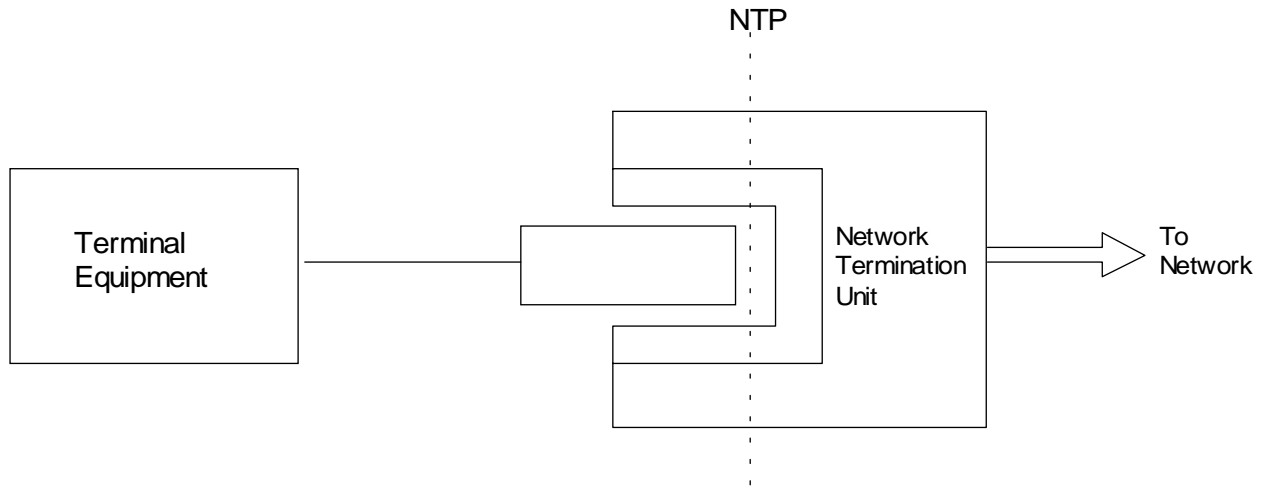 NTP
Terminal
Equipment
Network
Termination
Unit
To
Network